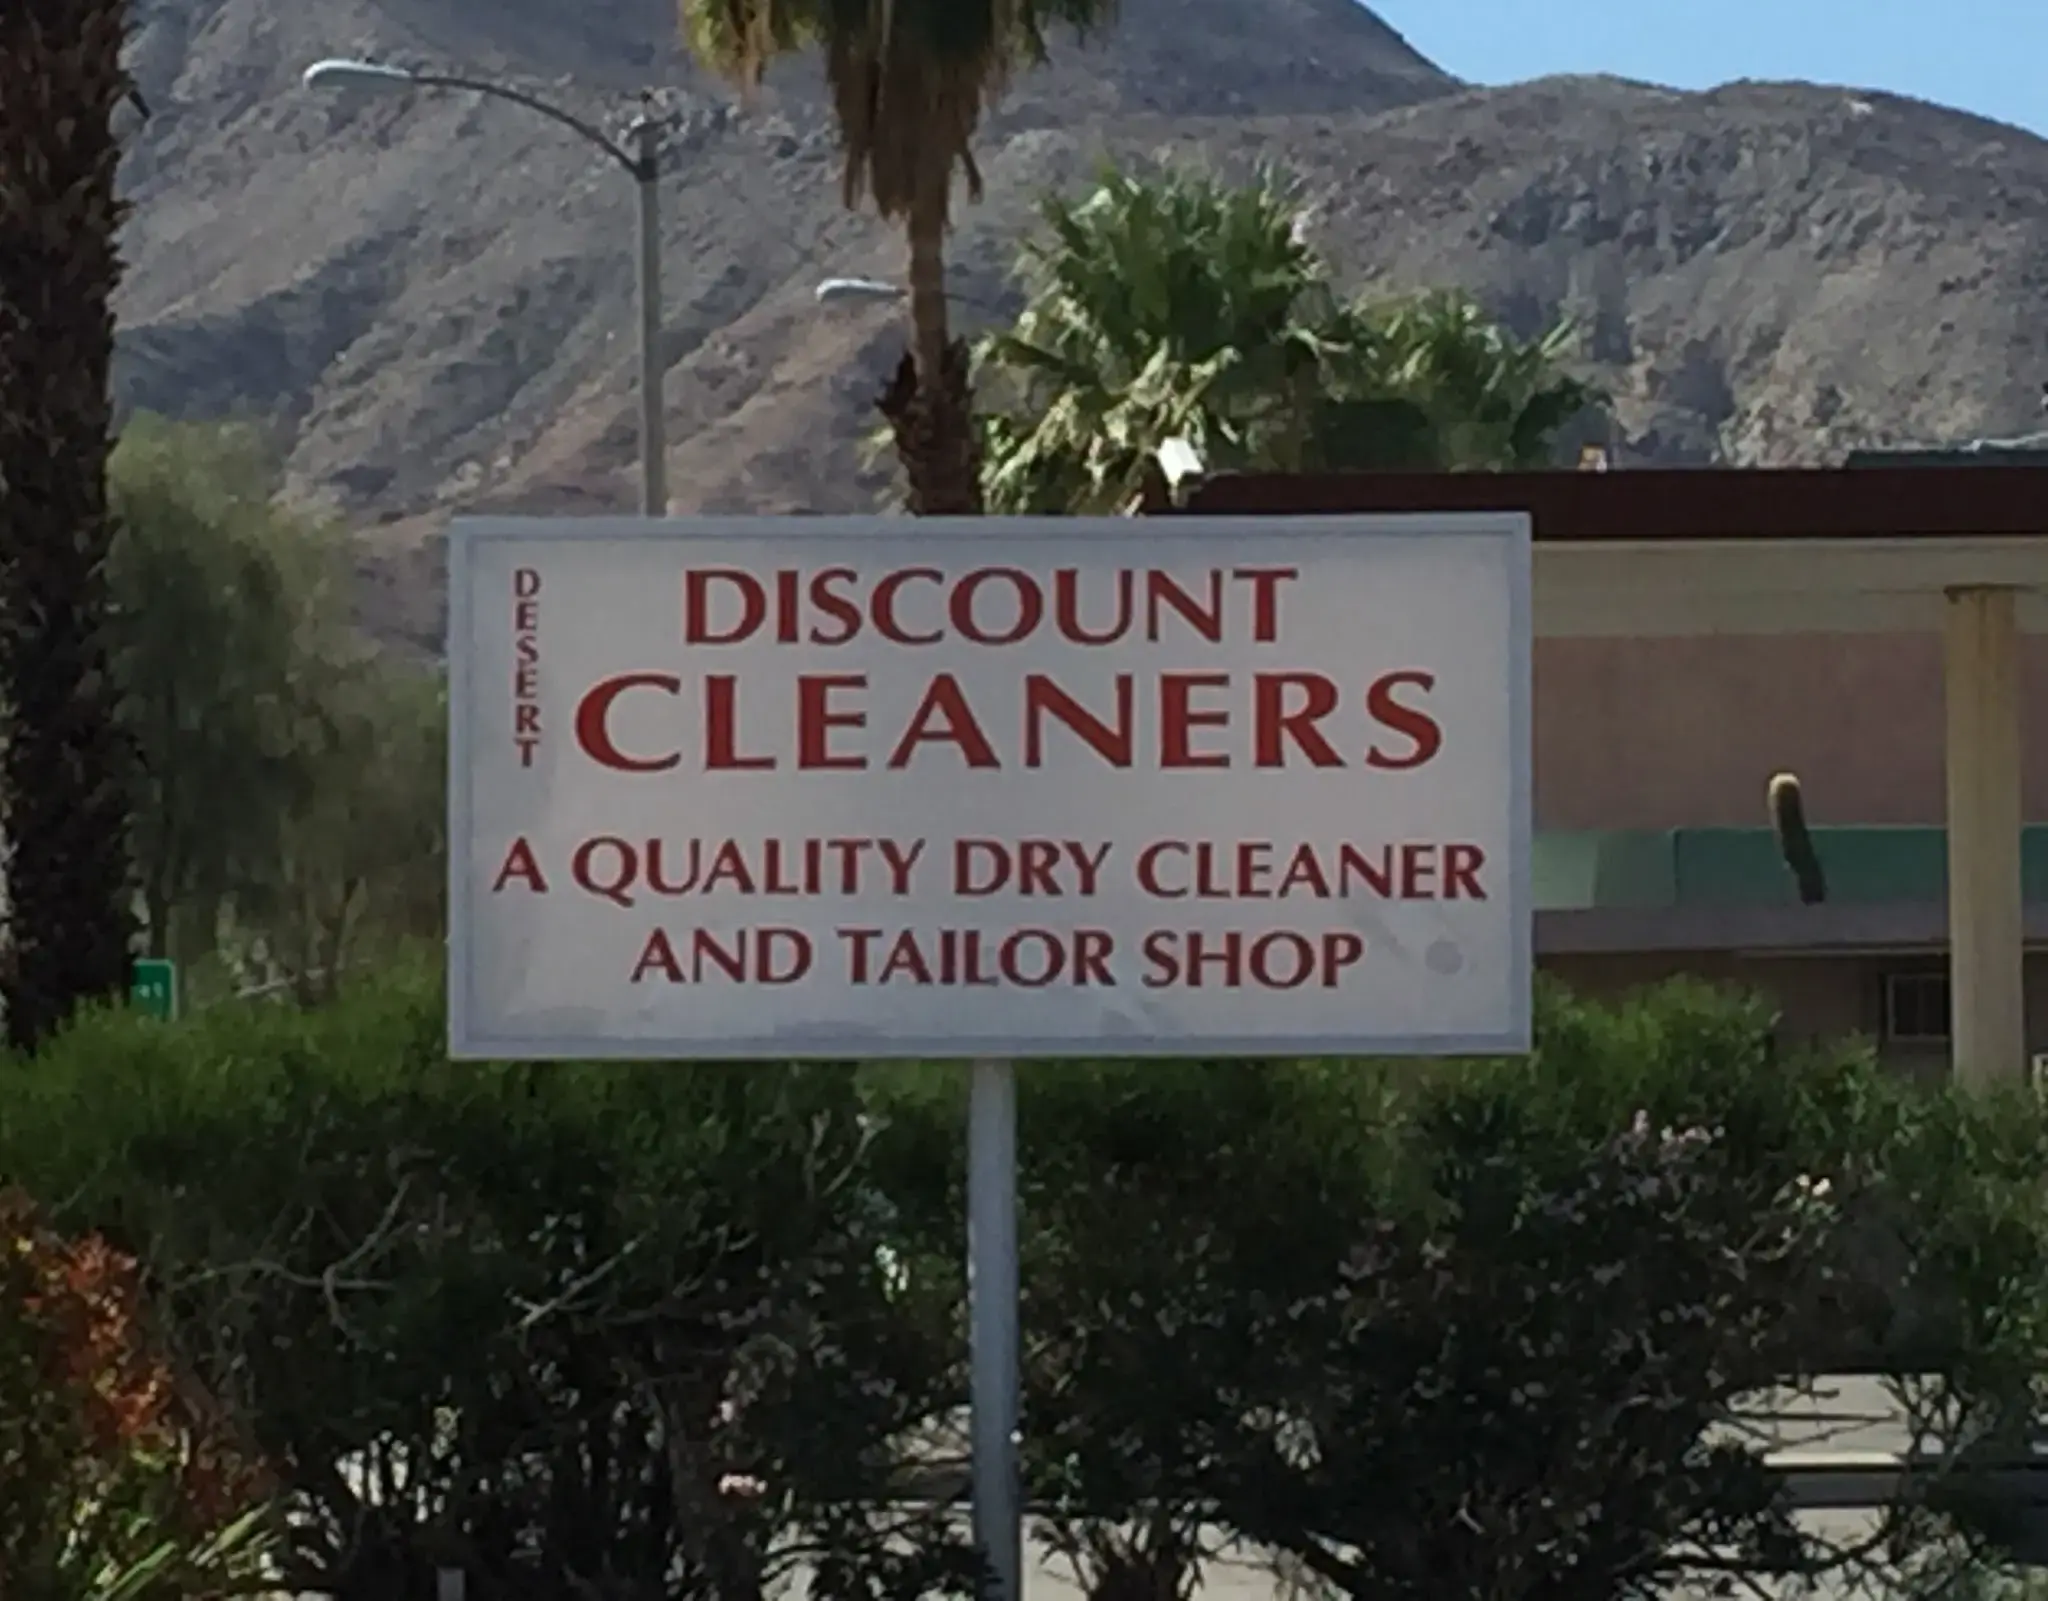 DESERT
DISCOUNT
CLEANERS
A QUALITY DRY CLEANER
AND TAILOR SHOP